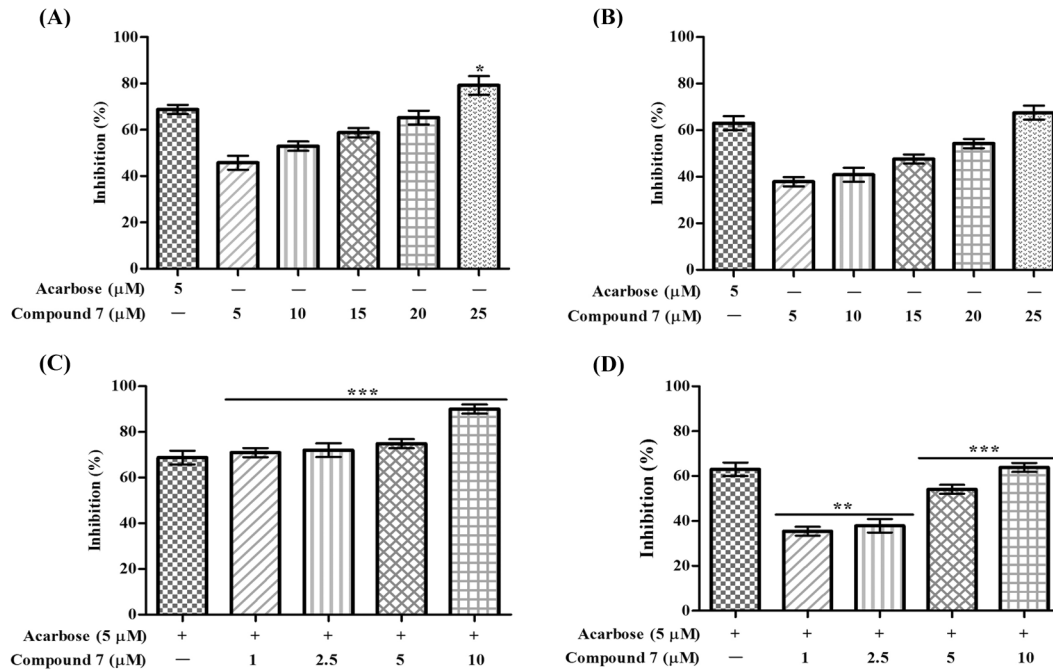 (A)
100
80
60
40
20
0
Inhibition (%)
*
Acarbose (μM) 5 — — — — —
Compound 7 (μM) — 5 10 15 20 25
(B)
100
80
60
40
20
0
Inhibition (%)
Acarbose (μM) 5 — — — — —
Compound 7 (μM) — 5 10 15 20 25
(C)
100
80
60
40
20
0
Inhibition (%)
***
Acarbose (5 μM) + + + + +
Compound 7 (μM) — 1 2.5 5 10
(D)
100
80
60
40
20
0
Inhibition (%)
**
***
Acarbose (5 μM) + + + + +
Compound 7 (μM) — 1 2.5 5 10